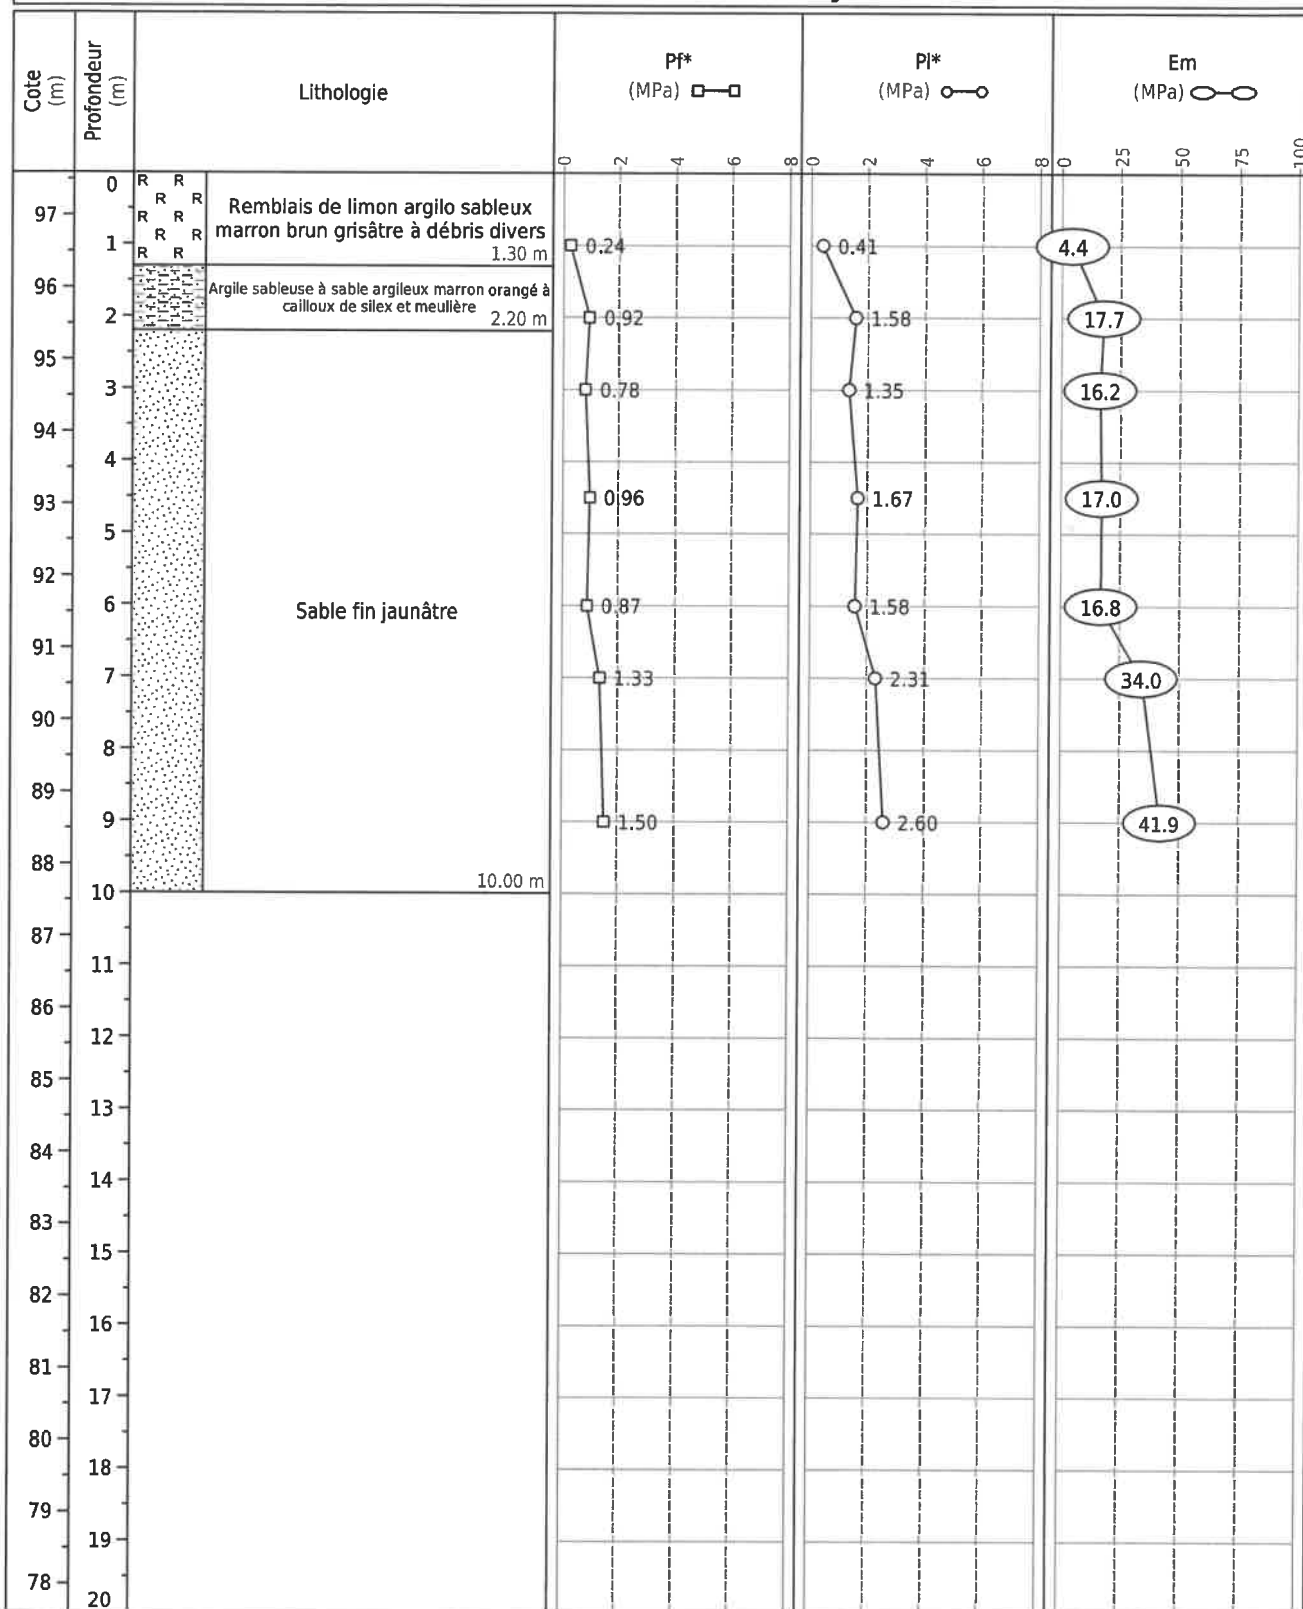 Cote
(m)
Profondeur
(m)
Lithologie
Pf*
(MPa)
Pl*
(MPa)
Em
(MPa)
0 2 4 6 8
0 2 4 6 8
0 25 50 75 100
0
R R
R R
R R
R R
R R
Remblais de limon argilo sableux
marron brun grisâtre à débris divers
1.30 m
97
1
0.24
0.41
4.4
96
Argile sableuse à sable argileux marron orangé à
cailloux de silex et meulière
2.20 m
2
0.92
1.58
17.7
95
3
0.78
1.35
16.2
94
4
93
0.96
1.67
17.0
5
92
6
Sable fin jaunâtre
0.87
1.58
16.8
91
7
1.33
2.31
34.0
90
8
89
9
1.50
2.60
41.9
88
10.00 m
10
87
11
86
12
85
13
84
14
83
15
82
16
81
17
80
18
79
19
78
20